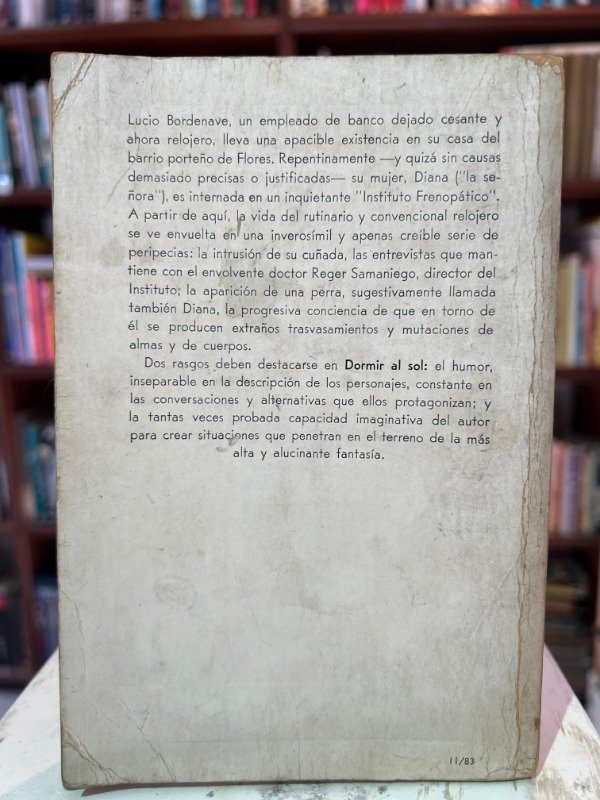 Lucio Bordenave, un empleado de banco dejado cesante y
ahora relojero, lleva una apacible existencia en su casa del
barrio porteño de Flores. Repentinamente —y quizá sin causas
demasiado precisas o justificadas— su mujer, Diana ("la se-
ñora"), es internada en un inquietante "Instituto Frenopático".
A partir de aquí, la vida del rutinario y convencional relojero
se ve envuelta en una inverosímil y apenas creíble serie de
peripecias: la intrusión de su cuñada, las entrevistas que man-
tiene con el envolvente doctor Reger Samaniego, director del
Instituto; la aparición de una perra, sugestivamente llamada
también Diana, la progresiva conciencia de que en torno de
él se producen extraños trasvasamientos y mutaciones de
almas y de cuerpos.
Dos rasgos deben destacarse en Dormir al sol: el humor,
inseparable en la descripción de los personajes, constante en
las conversaciones y alternativas que ellos protagonizan; y
la tantas veces probada capacidad imaginativa del autor
para crear situaciones que penetran en el terreno de la más
alta y alucinante fantasía.
11/83